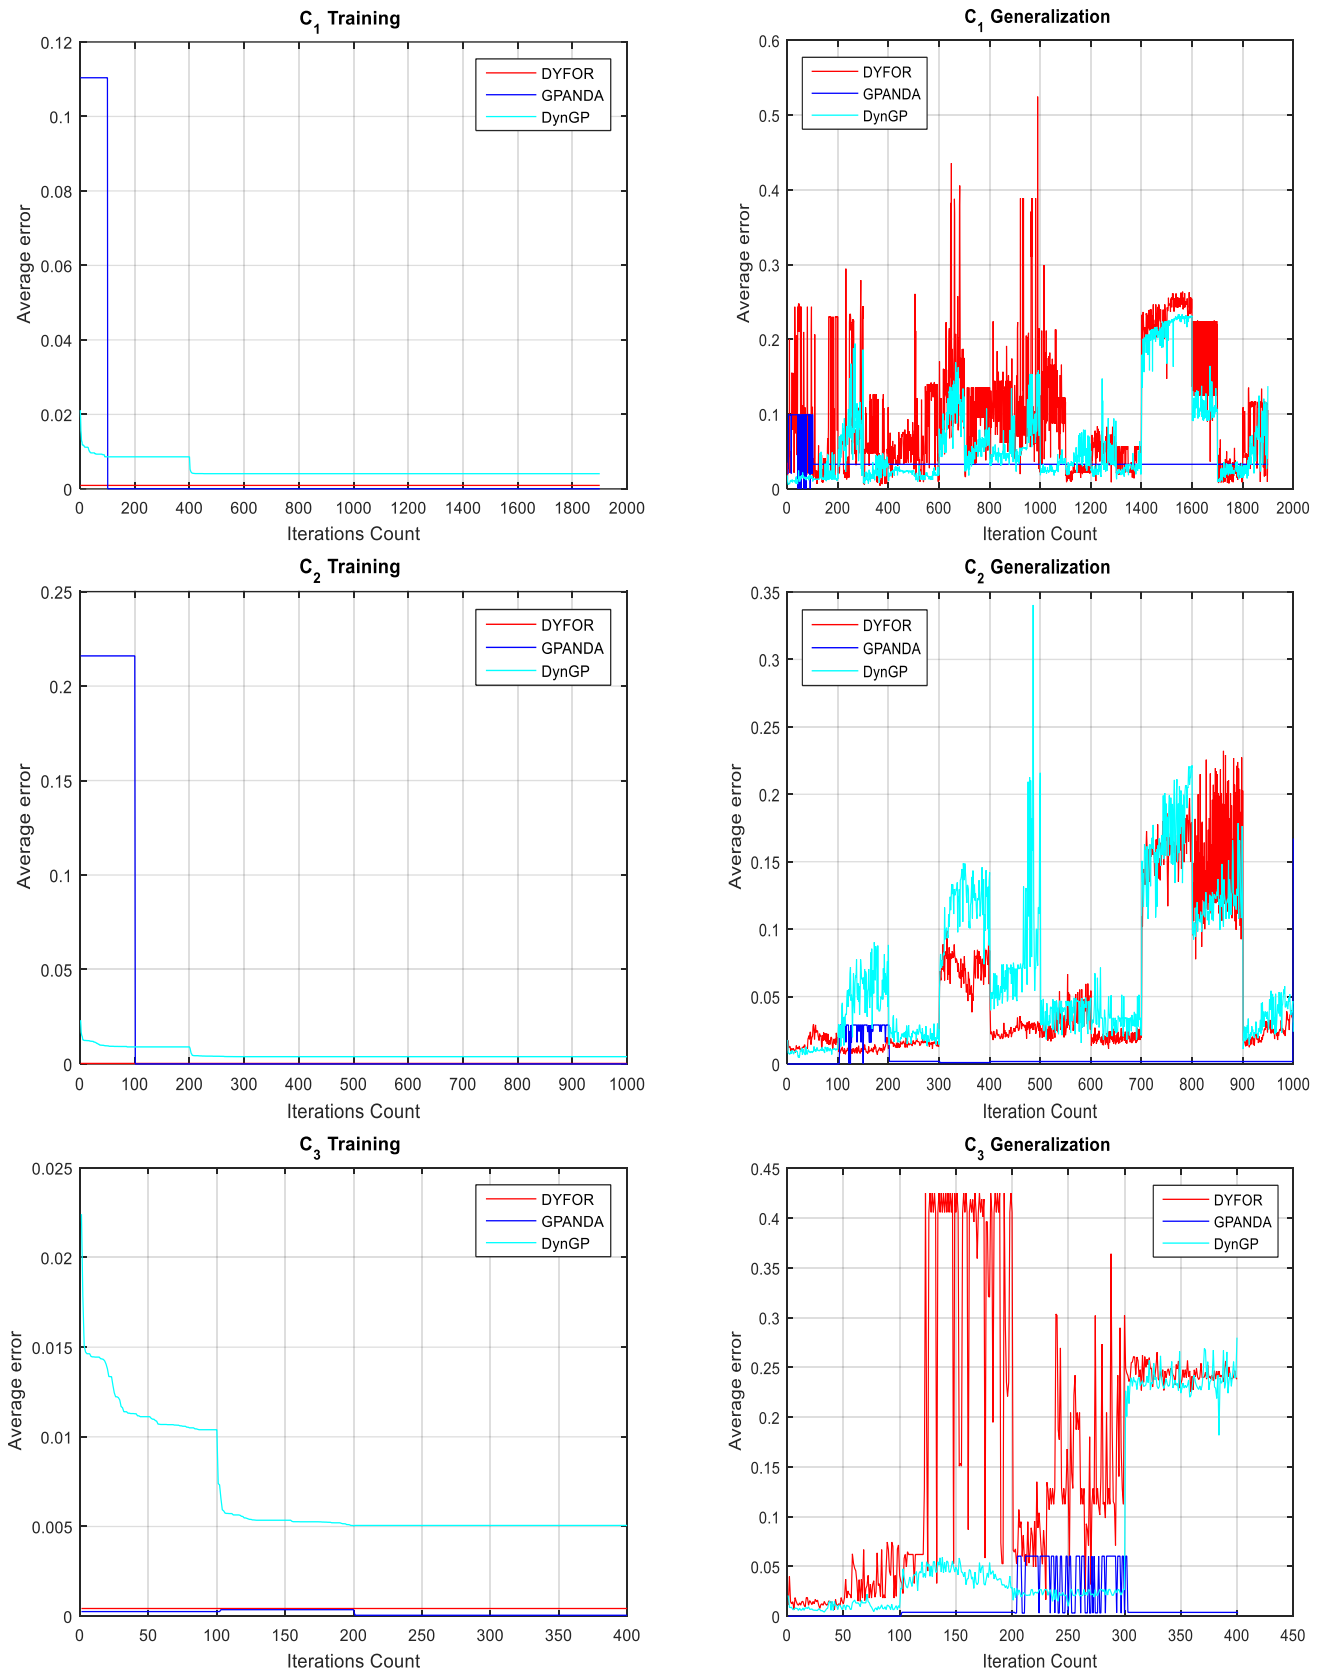 C1 Training
0.12
0.1
0.08
0.06
0.04
0.02
0
Average error
DYFOR
GPANDA
DynGP
0 200 400 600 800 1000 1200 1400 1600 1800 2000
Iterations Count
C1 Generalization
0.6
0.5
0.4
0.3
0.2
0.1
0
Average error
DYFOR
GPANDA
DynGP
0 200 400 600 800 1000 1200 1400 1600 1800 2000
Iteration Count
C2 Training
0.25
0.2
0.15
0.1
0.05
0
Average error
DYFOR
GPANDA
DynGP
0 100 200 300 400 500 600 700 800 900 1000
Iterations Count
C2 Generalization
0.35
0.3
0.25
0.2
0.15
0.1
0.05
0
Average error
DYFOR
GPANDA
DynGP
0 100 200 300 400 500 600 700 800 900 1000
Iteration Count
C3 Training
0.025
0.02
0.015
0.01
0.005
0
Average error
DYFOR
GPANDA
DynGP
0 50 100 150 200 250 300 350 400
Iterations Count
C3 Generalization
0.45
0.4
0.35
0.3
0.25
0.2
0.15
0.1
0.05
0
Average error
DYFOR
GPANDA
DynGP
0 50 100 150 200 250 300 350 400 450
Iteration Count